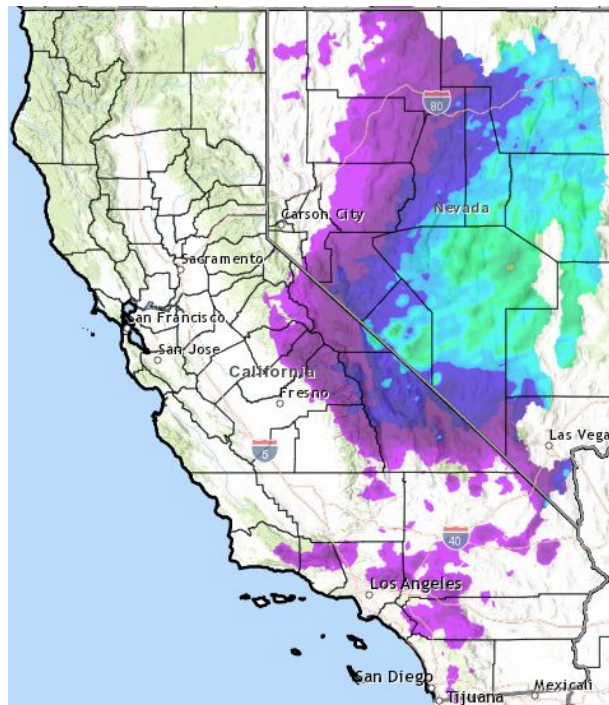 80
Nevada
Carson City
Sacramento
San Francisco
San Jose
California
Fresno
5
Las Vega
40
Los Angeles
San Diego
Mexicali
Tijuana